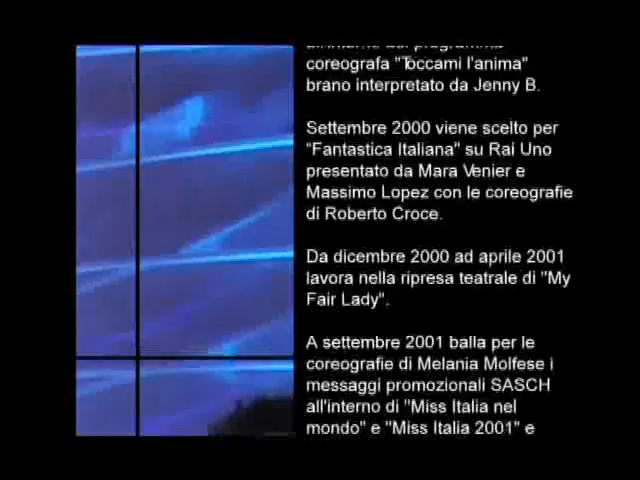 coreografa "Toccami l'anima"
brano interpretato da Jenny B.
Settembre 2000 viene scelto per
"Fantastica Italiana" su Rai Uno
presentato da Mara Venier e
Massimo Lopez con le coreografie
di Roberto Croce.
Da dicembre 2000 ad aprile 2001
lavora nella ripresa teatrale di "My
Fair Lady".
A settembre 2001 balla per le
coreografie di Melania Molfese i
messaggi promozionali SASCH
all'interno di "Miss Italia nel
mondo" e "Miss Italia 2001" e